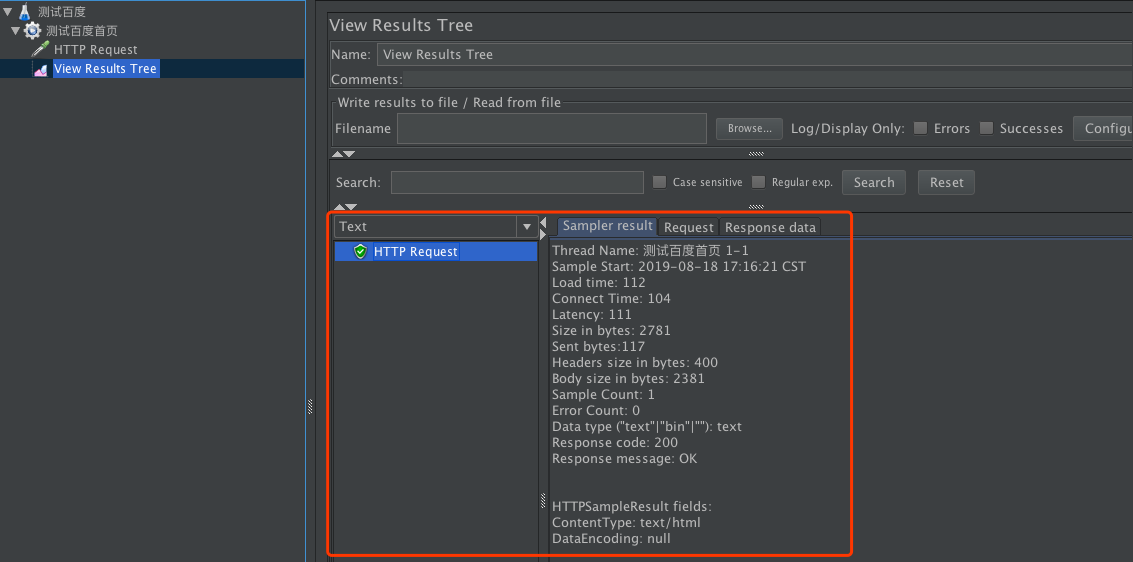 测试百度
测试百度首页
HTTP Request
View Results Tree
View Results Tree
Name: View Results Tree
Comments:
Write results to file / Read from file
Filename Browse... Log/Display Only: Errors Successes Configu
Search: Case sensitive Regular exp. Search Reset
Text
HTTP Request
Sampler result Request Response data
Thread Name: 测试百度首页 1-1
Sample Start: 2019-08-18 17:16:21 CST
Load time: 112
Connect Time: 104
Latency: 111
Size in bytes: 2781
Sent bytes:117
Headers size in bytes: 400
Body size in bytes: 2381
Sample Count: 1
Error Count: 0
Data type ("text"|"bin"|""): text
Response code: 200
Response message: OK
HTTPSampleResult fields:
ContentType: text/html
DataEncoding: null